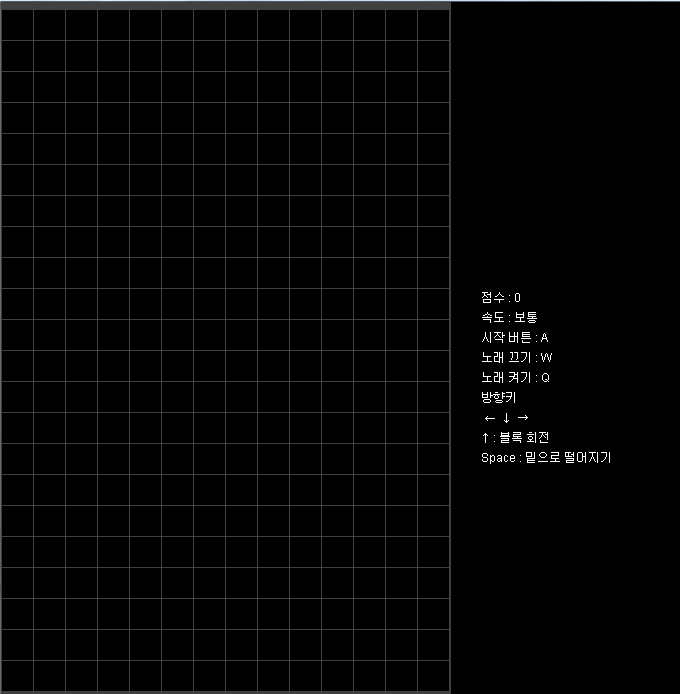 점수 : 0
속도 : 보통
시작 버튼 : A
노래 끄기 : W
노래 켜기 : Q
방향키
← ↓ →
↑ : 블록 회전
Space : 밑으로 떨어지기